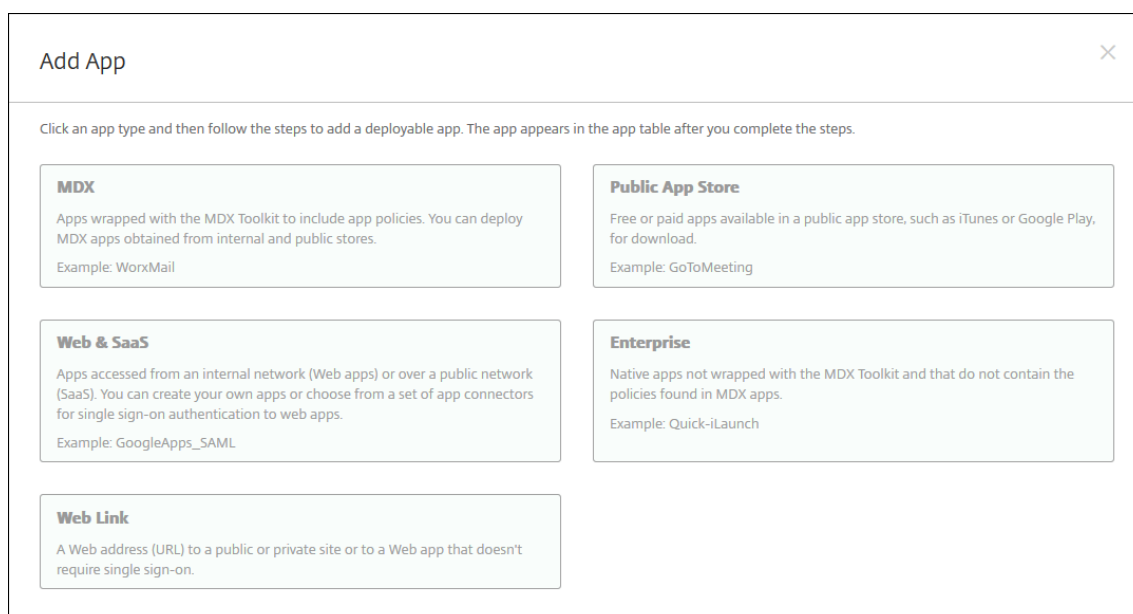 Add App
Click an app type and then follow the steps to add a deployable app. The app appears in the app table after you complete the steps.
MDX
Apps wrapped with the MDX Toolkit to include app policies. You can deploy
MDX apps obtained from internal and public stores.
Example: WorxMail
Public App Store
Free or paid apps available in a public app store, such as iTunes or Google Play,
for download.
Example: GoToMeeting
Web & SaaS
Apps accessed from an internal network (Web apps) or over a public network
(SaaS). You can create your own apps or choose from a set of app connectors
for single sign-on authentication to web apps.
Example: GoogleApps_SAML
Enterprise
Native apps not wrapped with the MDX Toolkit and that do not contain the
policies found in MDX apps.
Example: Quick-iLaunch
Web Link
A Web address (URL) to a public or private site or to a Web app that doesn't
require single sign-on.